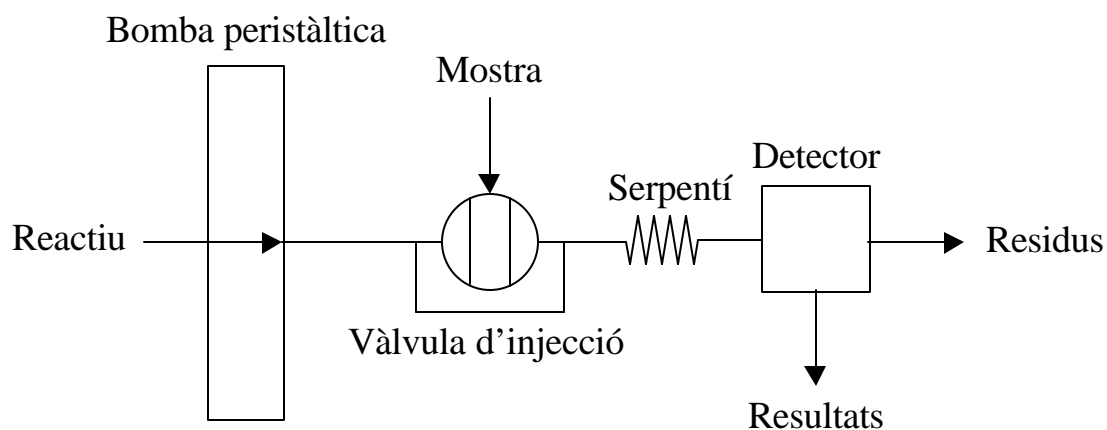 Bomba peristàltica
Mostra
Detector
Serpentí
Reactiu
Residus
Vàlvula d’injecció
Resultats